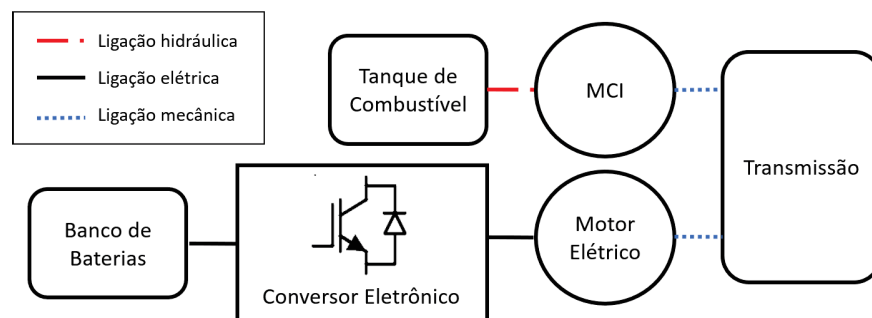 Ligação hidráulica
Ligação elétrica
Ligação mecânica
Tanque de
Combustível
MCI
Transmissão
Banco de
Baterias
Conversor Eletrônico
Motor
Elétrico